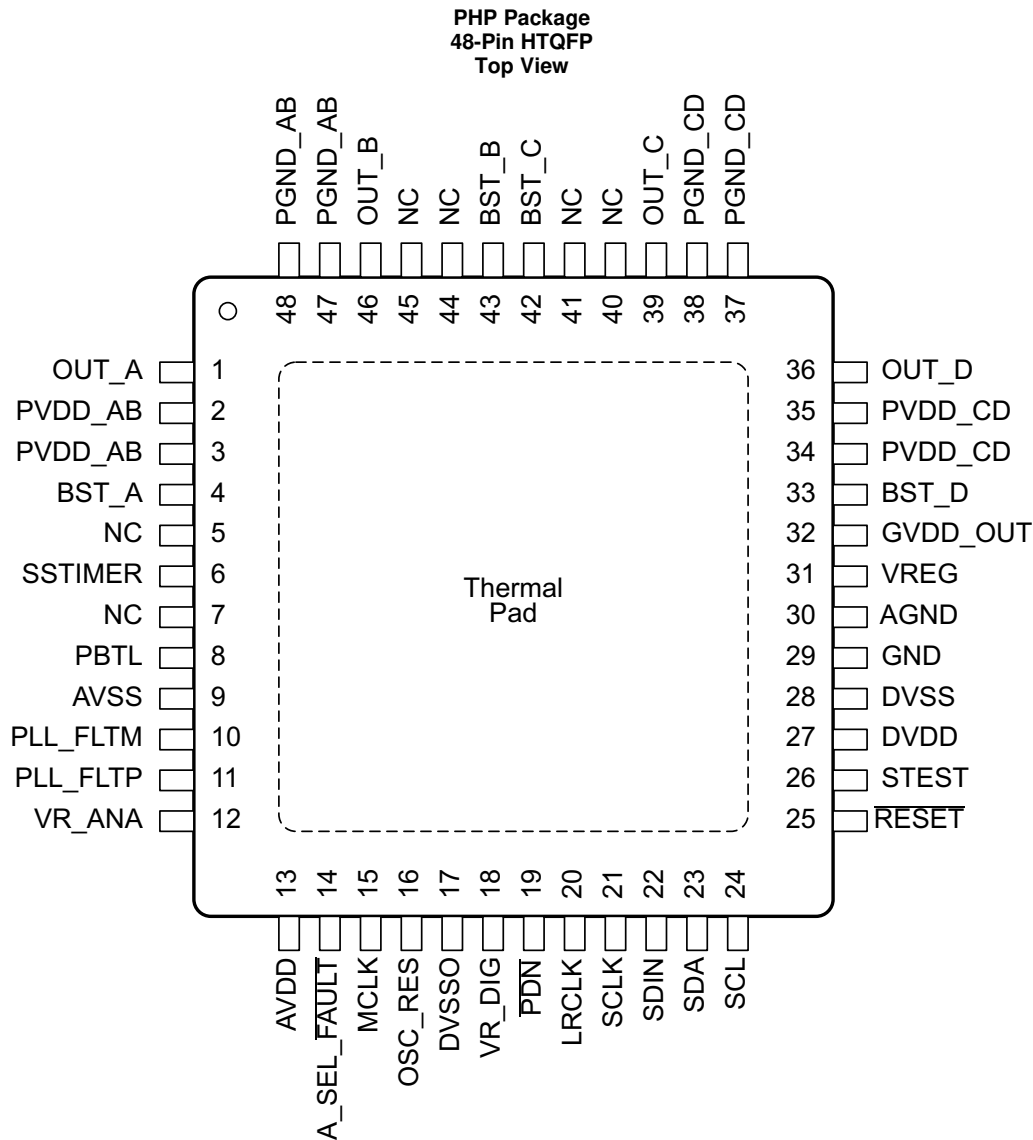 PHP Package
48-Pin HTQFP
Top View
PGND_AB
PGND_AB
OUT_B
NC
NC
BST_B
BST_C
NC
NC
OUT_C
PGND_CD
PGND_CD
48 47 46 45 44 43 42 41 40 39 38 37
OUT_A 1
PVDD_AB 2
PVDD_AB 3
BST_A 4
NC 5
SSTIMER 6
NC 7
PBTL 8
AVSS 9
PLL_FLTM 10
PLL_FLTP 11
VR_ANA 12
Thermal
Pad
36 OUT_D
35 PVDD_CD
34 PVDD_CD
33 BST_D
32 GVDD_OUT
31 VREG
30 AGND
29 GND
28 DVSS
27 DVDD
26 STEST
25 RESET
13 14 15 16 17 18 19 20 21 22 23 24
AVDD
A_SEL_FAULT
MCLK
OSC_RES
DVSSO
VR_DIG
PDN
LRCLK
SCLK
SDIN
SDA
SCL